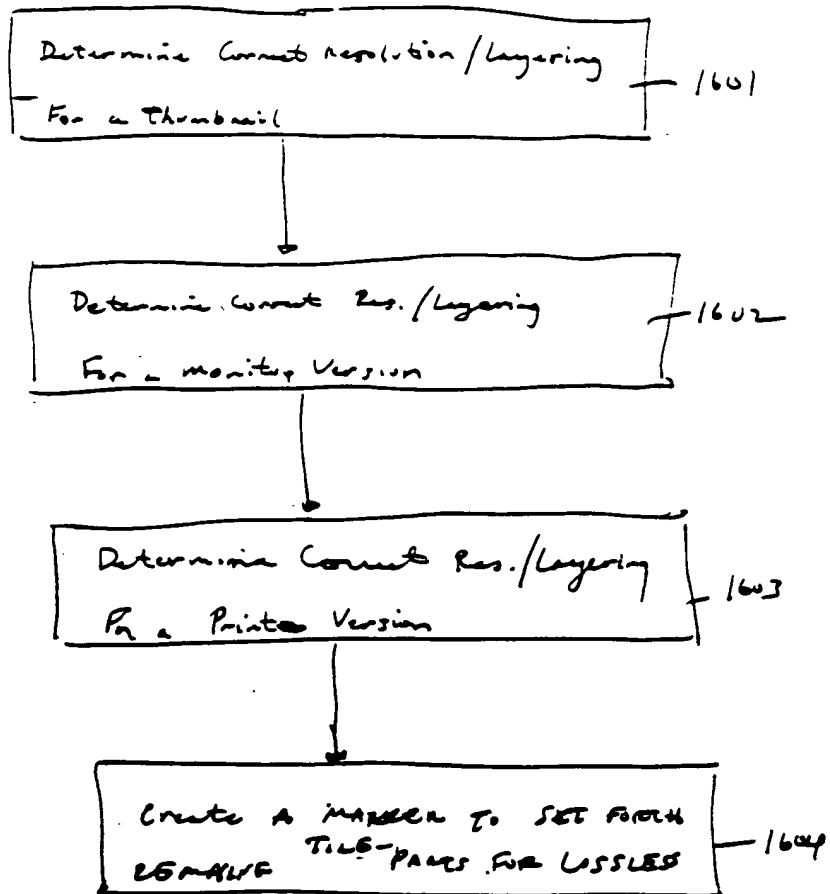 Determine Correct Resolution/Layering
For a Thumbnail
1601
Determine Correct Res./Layering
For a Monitor Version
1602
Determine Correct Res./Layering
For a Printer Version
1603
Create A MARKER To SET FORTH
TILE-PARTS FOR LOSSLESS
1604